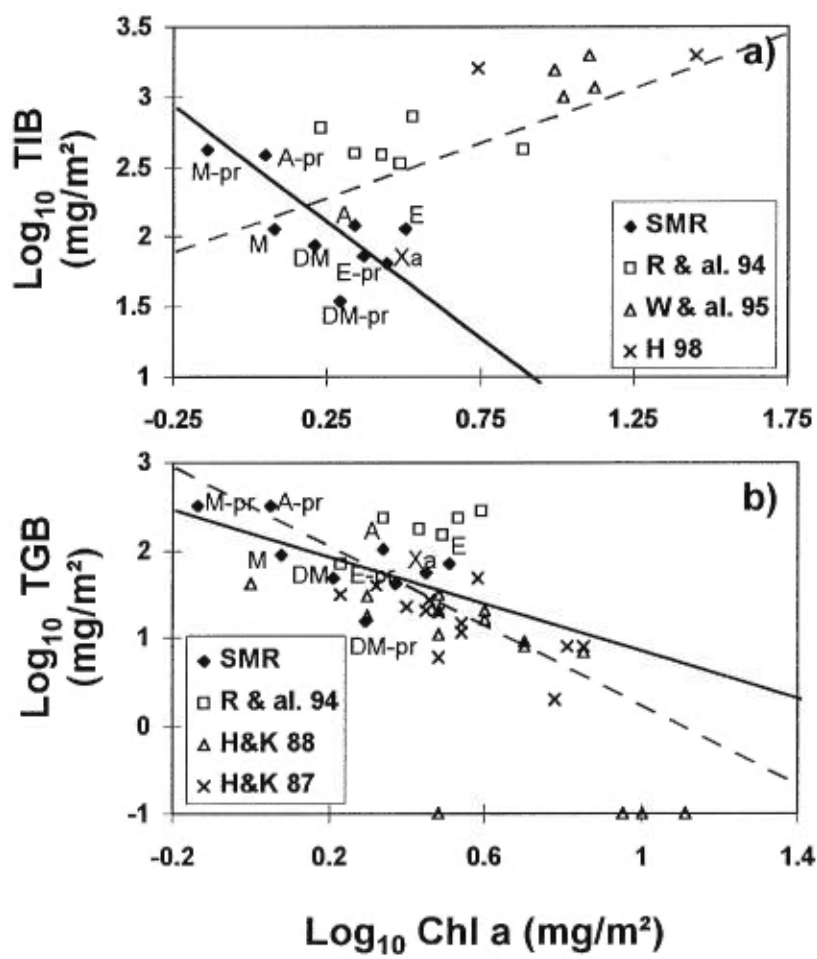 a)
Log₁₀ TIB
(mg/m²)
3.5
3
2.5
2
1.5
1
M-pr
A-pr
M
A
E
DM
E-pr
Xa
DM-pr
SMR
R & al. 94
W & al. 95
H 98
-0.25
0.25
0.75
1.25
1.75
b)
Log₁₀ TGB
(mg/m²)
3
2
1
0
-1
M-pr
A-pr
A
M
Xa
E
DM
E-pr
DM-pr
SMR
R & al. 94
H&K 88
H&K 87
-0.2
0.2
0.6
1
1.4
Log₁₀ Chl a (mg/m²)